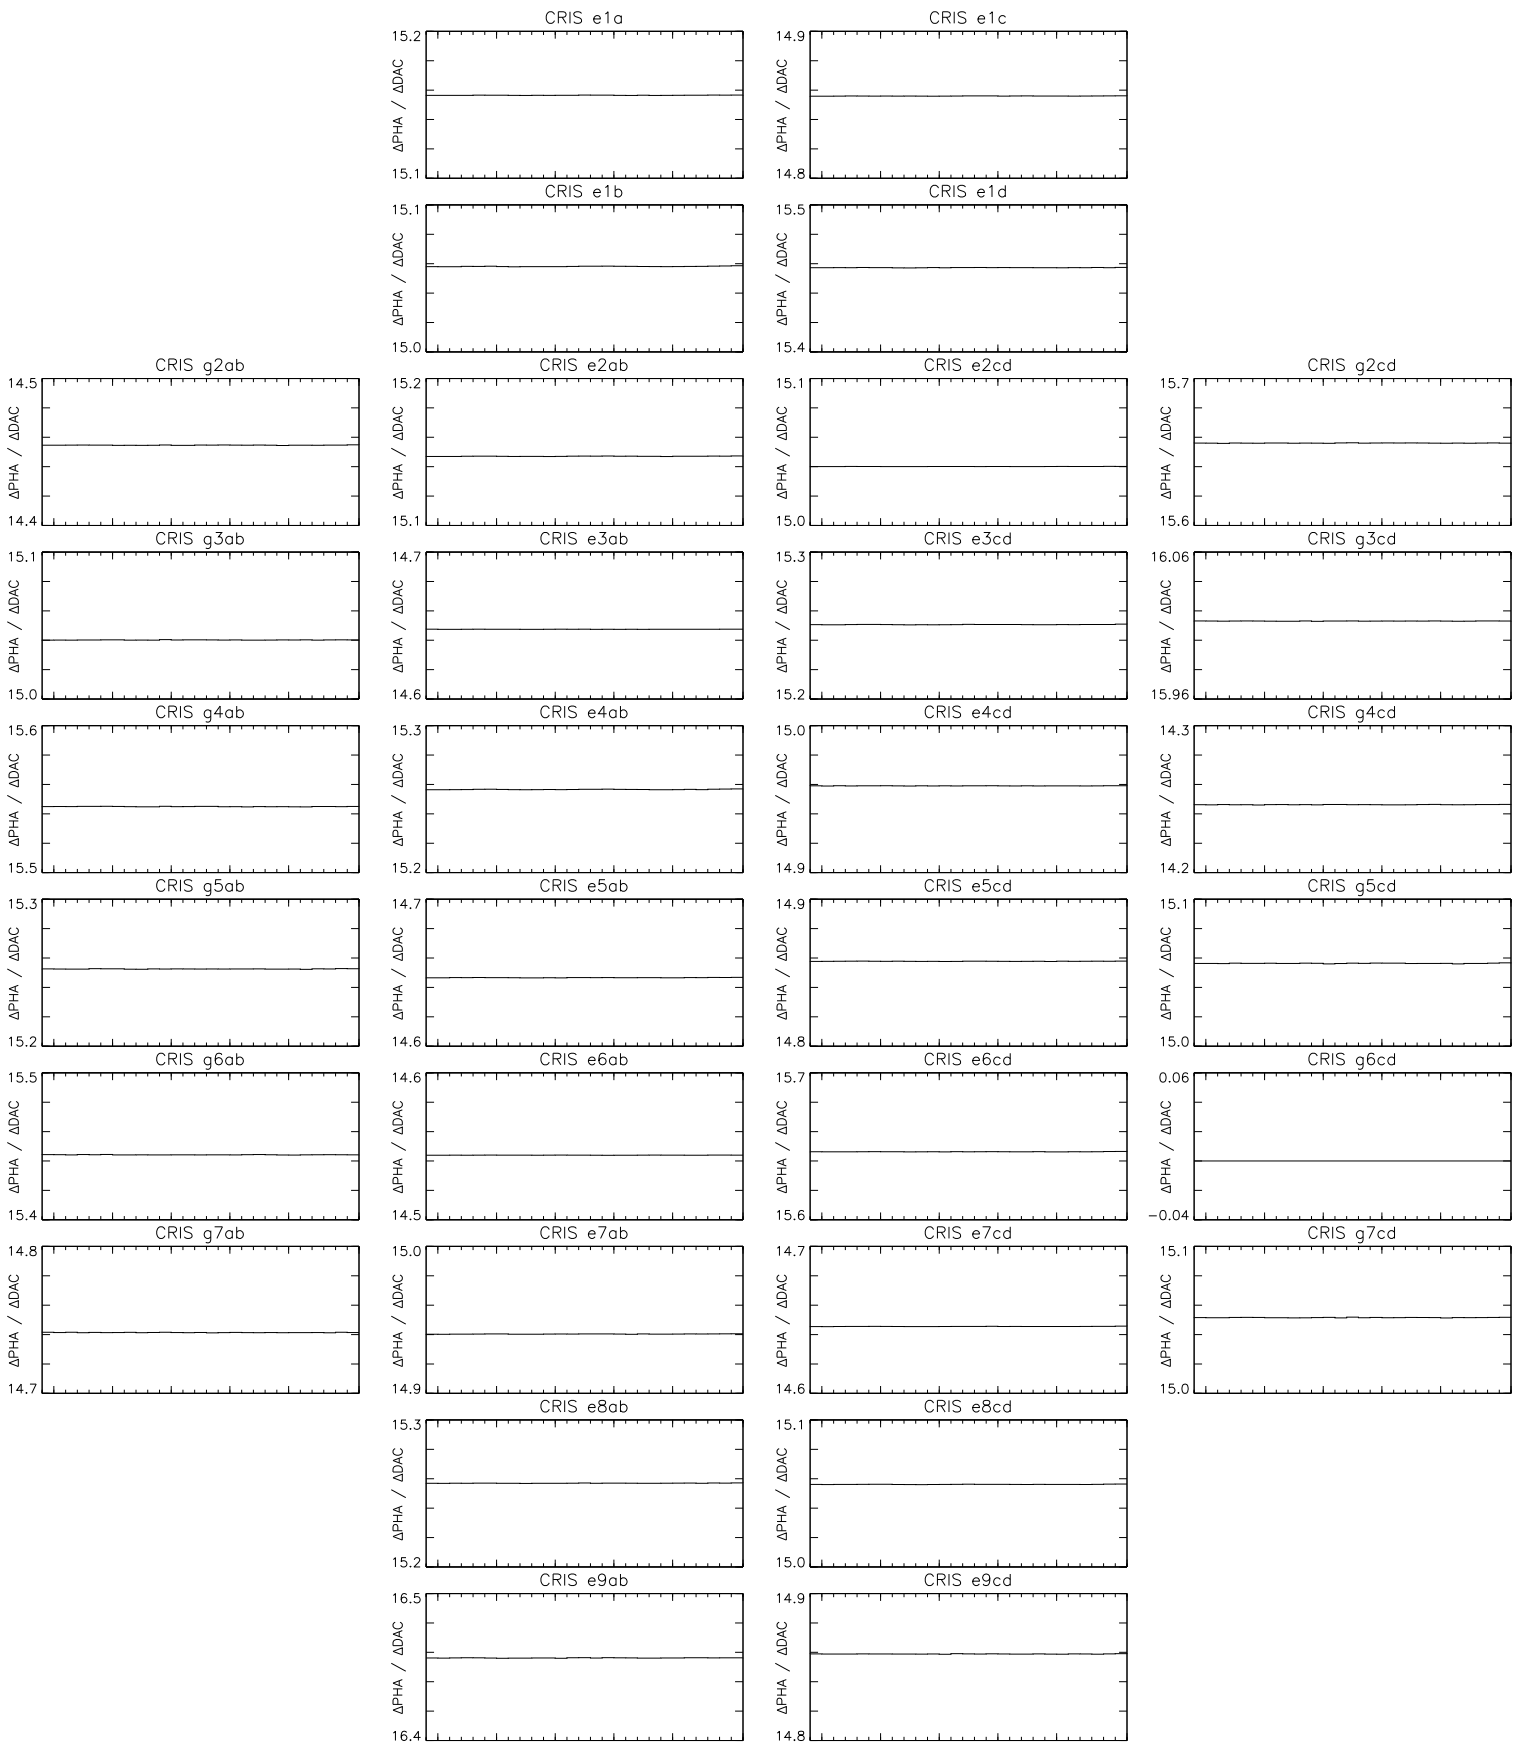 CRIS e1a
15.2
ΔPHA / ΔDAC
15.1
CRIS e1c
14.9
ΔPHA / ΔDAC
14.8
CRIS e1b
15.1
ΔPHA / ΔDAC
15.0
CRIS e1d
15.5
ΔPHA / ΔDAC
15.4
CRIS g2ab
14.5
ΔPHA / ΔDAC
14.4
CRIS e2ab
15.2
ΔPHA / ΔDAC
15.1
CRIS e2cd
15.1
ΔPHA / ΔDAC
15.0
CRIS g2cd
15.7
ΔPHA / ΔDAC
15.6
CRIS g3ab
15.1
ΔPHA / ΔDAC
15.0
CRIS e3ab
14.7
ΔPHA / ΔDAC
14.6
CRIS e3cd
15.3
ΔPHA / ΔDAC
15.2
CRIS g3cd
16.06
ΔPHA / ΔDAC
15.96
CRIS g4ab
15.6
ΔPHA / ΔDAC
15.5
CRIS e4ab
15.3
ΔPHA / ΔDAC
15.2
CRIS e4cd
15.0
ΔPHA / ΔDAC
14.9
CRIS g4cd
14.3
ΔPHA / ΔDAC
14.2
CRIS g5ab
15.3
ΔPHA / ΔDAC
15.2
CRIS e5ab
14.7
ΔPHA / ΔDAC
14.6
CRIS e5cd
14.9
ΔPHA / ΔDAC
14.8
CRIS g5cd
15.1
ΔPHA / ΔDAC
15.0
CRIS g6ab
15.5
ΔPHA / ΔDAC
15.4
CRIS e6ab
14.6
ΔPHA / ΔDAC
14.5
CRIS e6cd
15.7
ΔPHA / ΔDAC
15.6
CRIS g6cd
0.06
ΔPHA / ΔDAC
−0.04
CRIS g7ab
14.8
ΔPHA / ΔDAC
14.7
CRIS e7ab
15.0
ΔPHA / ΔDAC
14.9
CRIS e7cd
14.7
ΔPHA / ΔDAC
14.6
CRIS g7cd
15.1
ΔPHA / ΔDAC
15.0
CRIS e8ab
15.3
ΔPHA / ΔDAC
15.2
CRIS e8cd
15.1
ΔPHA / ΔDAC
15.0
CRIS e9ab
16.5
ΔPHA / ΔDAC
16.4
CRIS e9cd
14.9
ΔPHA / ΔDAC
14.8